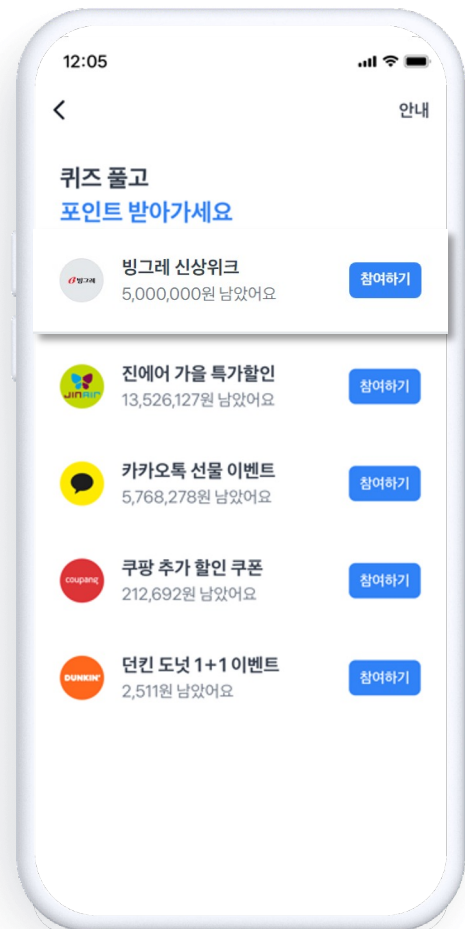 12:05
안내
퀴즈 풀고
포인트 받아가세요
빙그레
빙그레 신상위크
5,000,000원 남았어요
참여하기
JINAIR
진에어 가을 특가할인
13,526,127원 남았어요
참여하기
카카오톡 선물 이벤트
5,768,278원 남았어요
참여하기
coupang
쿠팡 추가 할인 쿠폰
212,692원 남았어요
참여하기
DUNKIN'
던킨 도넛 1+1 이벤트
2,511원 남았어요
참여하기